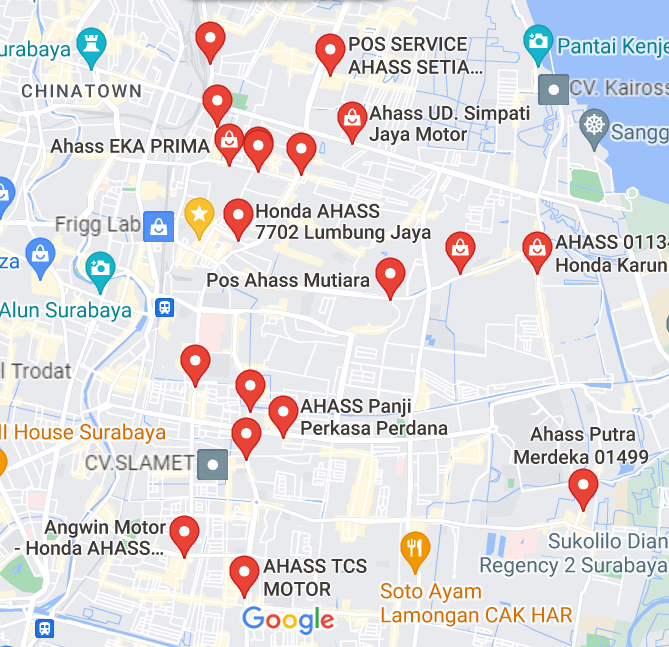 urabaya
CHINATOWN
POS SERVICE
AHASS SETIA...
Pantai Kenje
CV. Kairos
Ahass UD. Simpati
Jaya Motor
Sangg
Ahass EKA PRIMA
Frigg Lab
Honda AHASS
7702 Lumbung Jaya
AHASS 01134
Honda Karun
za
Pos Ahass Mutiara
Alun Surabaya
l Trodat
AHASS Panji
Perkasa Perdana
ll House Surabaya
CV.SLAMET
Ahass Putra
Merdeka 01499
Angwin Motor
- Honda AHASS...
Sukolilo Dian
Regency 2 Surabaya
AHASS TCS
MOTOR
Soto Ayam
Lamongan CAK HAR
Google